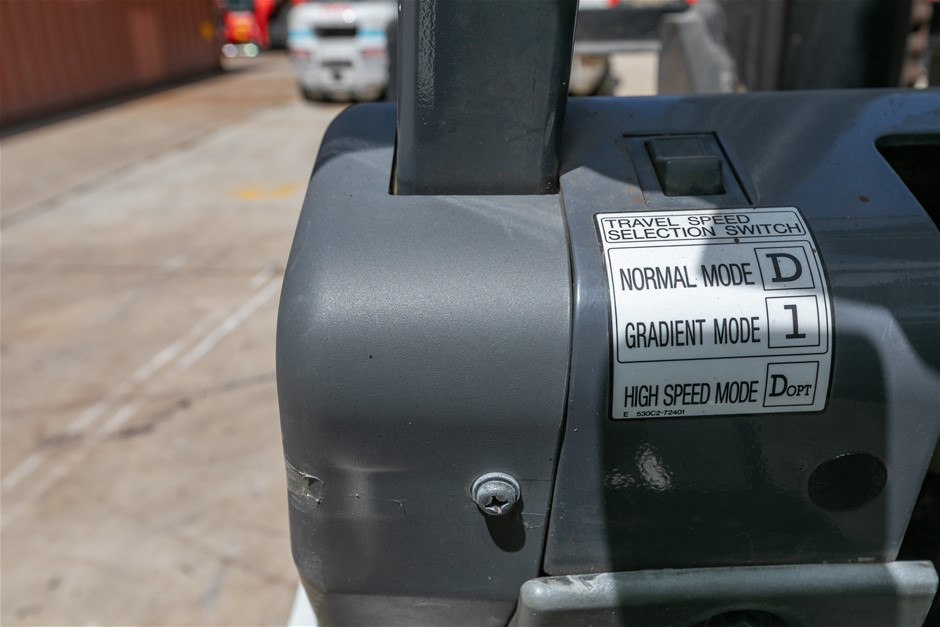 TRAVEL SPEED
SELECTION SWITCH
NORMAL MODE D
GRADIENT MODE 1
HIGH SPEED MODE DOPT
E 530C2-72401